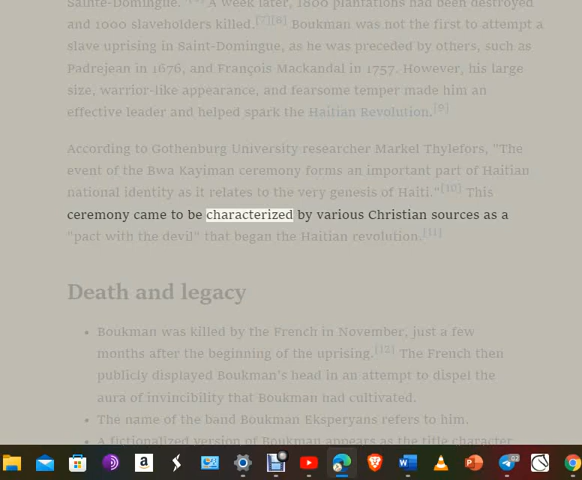 Sainte-Domingue. A week later, 1800 plantations had been destroyed
and 1000 slaveholders killed.[7][8] Boukman was not the first to attempt a
slave uprising in Saint-Domingue, as he was preceded by others, such as
Padrejean in 1676, and François Mackandal in 1757. However, his large
size, warrior-like appearance, and fearsome temper made him an
effective leader and helped spark the Haitian Revolution.[9]
According to Gothenburg University researcher Markel Thylefors, "The
event of the Bwa Kayiman ceremony forms an important part of Haitian
national identity as it relates to the very genesis of Haiti."[10] This
ceremony came to be characterized by various Christian sources as a
"pact with the devil" that began the Haitian revolution.[11]
Death and legacy
• Boukman was killed by the French in November, just a few
months after the beginning of the uprising.[12] The French then
publicly displayed Boukman's head in an attempt to dispel the
aura of invincibility that Boukman had cultivated.
• The name of the band Boukman Eksperyans refers to him.
• A fictionalized version of Boukman appears as the title character